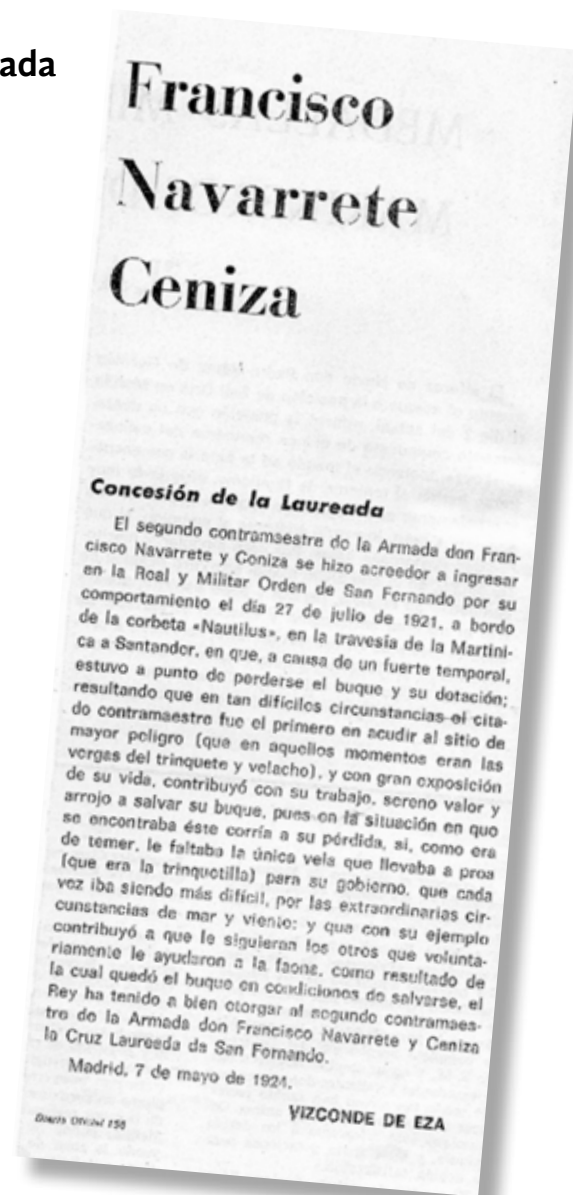 ada
Francisco
Navarrete
Ceniza
Concesión de la Laureada
El segundo contramaestre de la Armada don Fran-
cisco Navarrete y Ceniza se hizo acreedor a ingresar
en la Real y Militar Orden de San Fernando por su
comportamiento el día 27 de julio de 1921, a bordo
de la corbeta «Nautilus», en la travesía de la Martini-
ca a Santander, en que, a causa de un fuerte temporal,
estuvo a punto de perderse el buque y su dotación;
resultando que en tan difíciles circunstancias el cita-
do contramaestre fue el primero en acudir al sitio de
mayor peligro (que en aquellos momentos eran las
vergas del trinquete y velacho), y con gran exposición
de su vida, contribuyó con su trabajo, sereno valor y
arrojo a salvar su buque, pues en la situación en que
se encontraba éste corría a su pérdida, si, como era
de temer, le faltaba la única vela que llevaba a proa
(que era la trinquetilla) para su gobierno, que cada
vez iba siendo más difícil, por las extraordinarias cir-
cunstancias de mar y viento; y que con su ejemplo
contribuyó a que le siguieran los otros que volunta-
riamente le ayudaron a la faena, como resultado de
la cual quedó el buque en condiciones de salvarse, el
Rey ha tenido a bien otorgar al segundo contramaes-
tre de la Armada don Francisco Navarrete y Ceniza
la Cruz Laureada de San Fernando.
Madrid, 7 de mayo de 1924.
VIZCONDE DE EZA
Diario Oficial 158